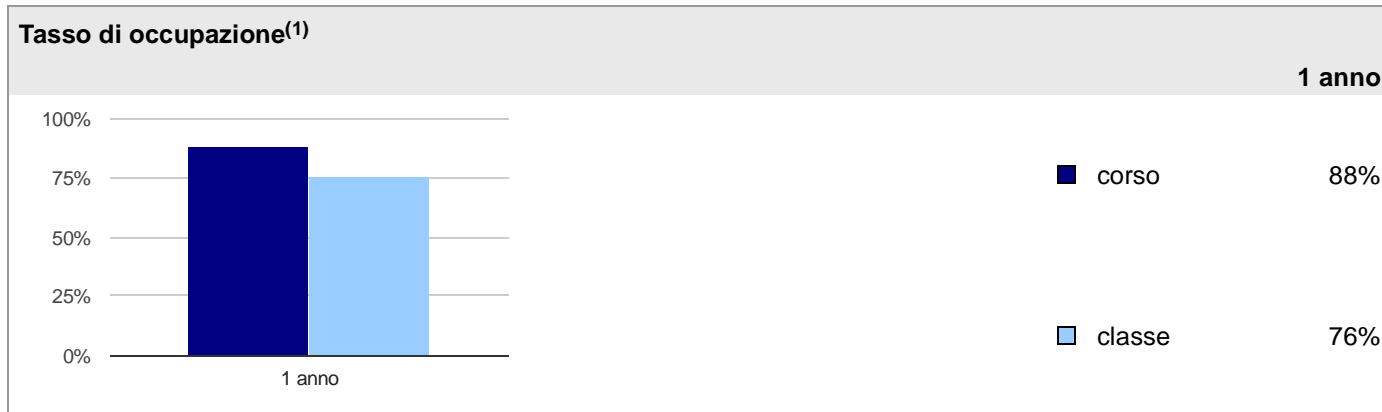 Tasso di occupazione(1)
1 anno
100%
75%
50%
25%
0%
1 anno
corso 88%
classe 76%